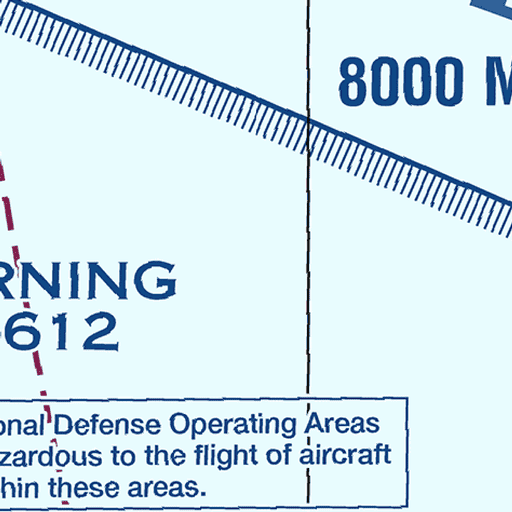 8000 M
RNING
612
onal Defense Operating Areas
zardous to the flight of aircraft
hin these areas.